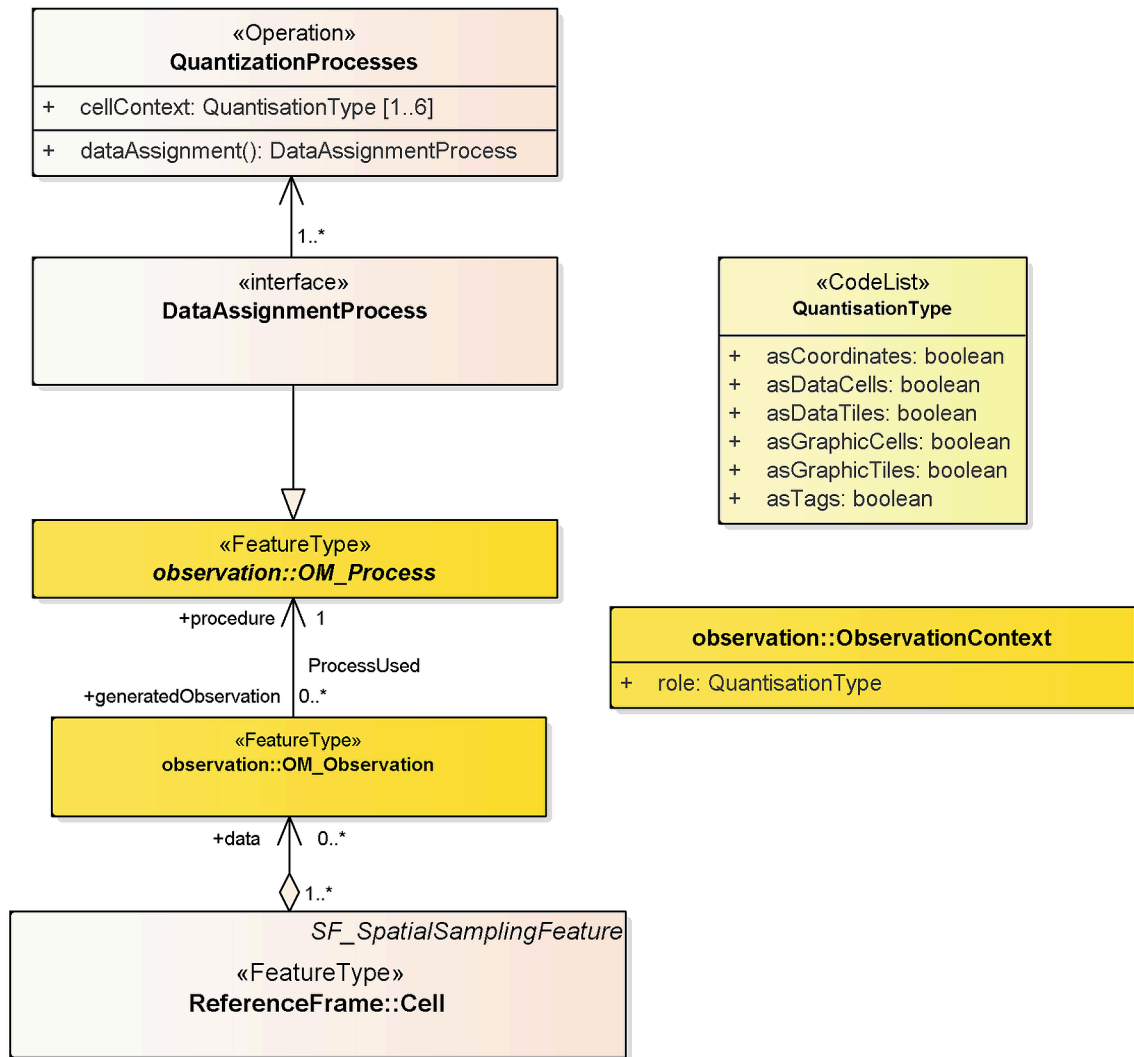 «Operation»
QuantizationProcesses
+ cellContext: QuantisationType [1..6]
+ dataAssignment(): DataAssignmentProcess
1..*
«interface»
DataAssignmentProcess
«CodeList»
QuantisationType
+ asCoordinates: boolean
+ asDataCells: boolean
+ asDataTiles: boolean
+ asGraphicCells: boolean
+ asGraphicTiles: boolean
+ asTags: boolean
«FeatureType»
observation::OM_Process
+procedure 1
ProcessUsed
+generatedObservation 0..*
observation::ObservationContext
+ role: QuantisationType
«FeatureType»
observation::OM_Observation
+data 0..*
1..*
SF_SpatialSamplingFeature
«FeatureType»
ReferenceFrame::Cell